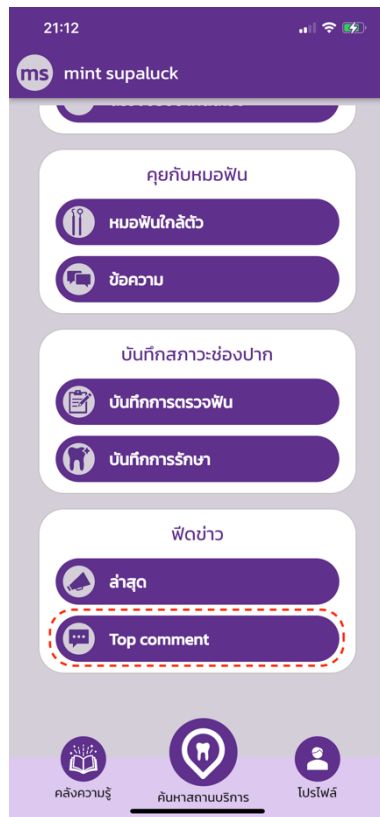 21:12
ms mint supaluck
คุยกับหมอฟัน
หมอฟันใกล้ตัว
ข้อความ
บันทึกสภาวะช่องปาก
บันทึกการตรวจฟัน
บันทึกการรักษา
ฟีดข่าว
ล่าสุด
Top comment
คลังความรู้
ค้นหาสถานบริการ
โปรไฟล์